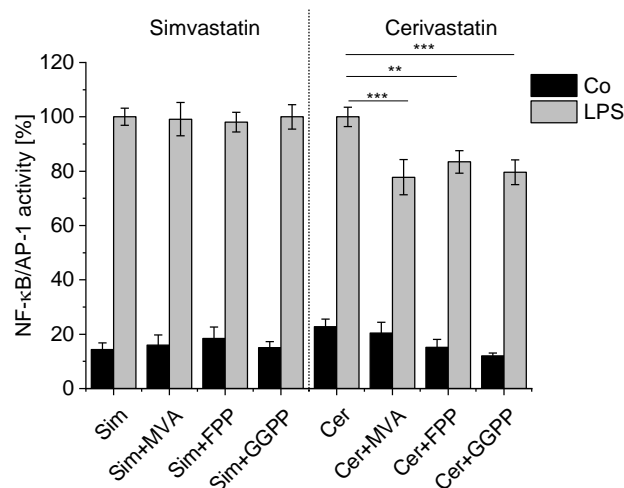 Simvastatin
Cerivastatin
***
**
***
Co
LPS
NF-κB/AP-1 activity [%]
120
100
80
60
40
20
0
Sim
Sim+MVA
Sim+FPP
Sim+GGPP
Cer
Cer+MVA
Cer+FPP
Cer+GGPP